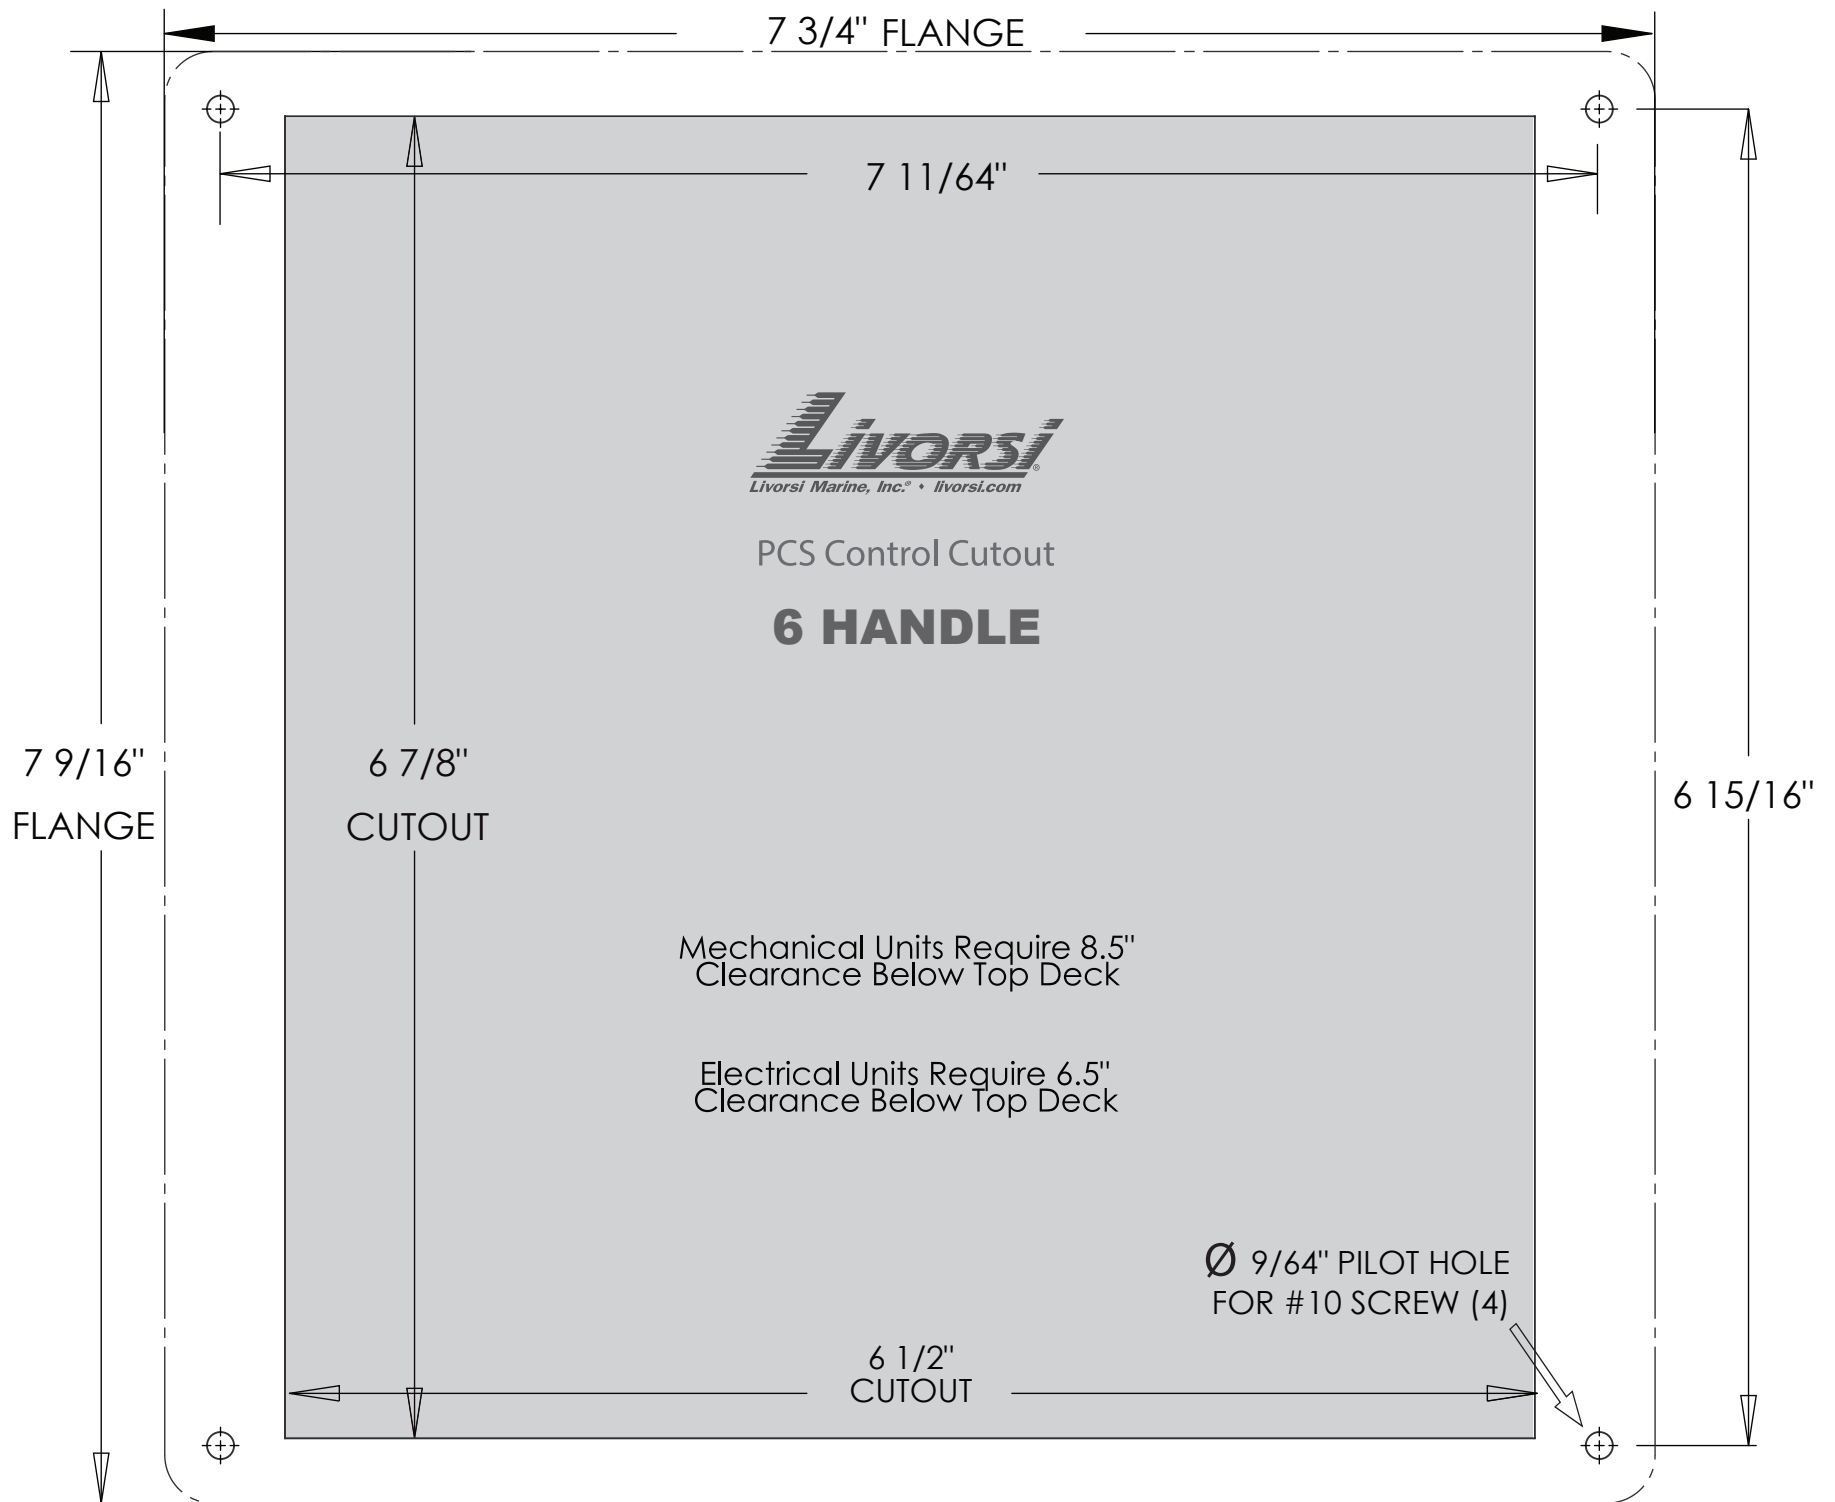 7 3/4" FLANGE
7 11/64"
LIVORSI®
Livorsi Marine, Inc.® ♦ livorsi.com
PCS Control Cutout
6 HANDLE
7 9/16"
FLANGE
6 7/8"
CUTOUT
6 15/16"
Mechanical Units Require 8.5"
Clearance Below Top Deck
Electrical Units Require 6.5"
Clearance Below Top Deck
Ø 9/64" PILOT HOLE
FOR #10 SCREW (4)
6 1/2"
CUTOUT